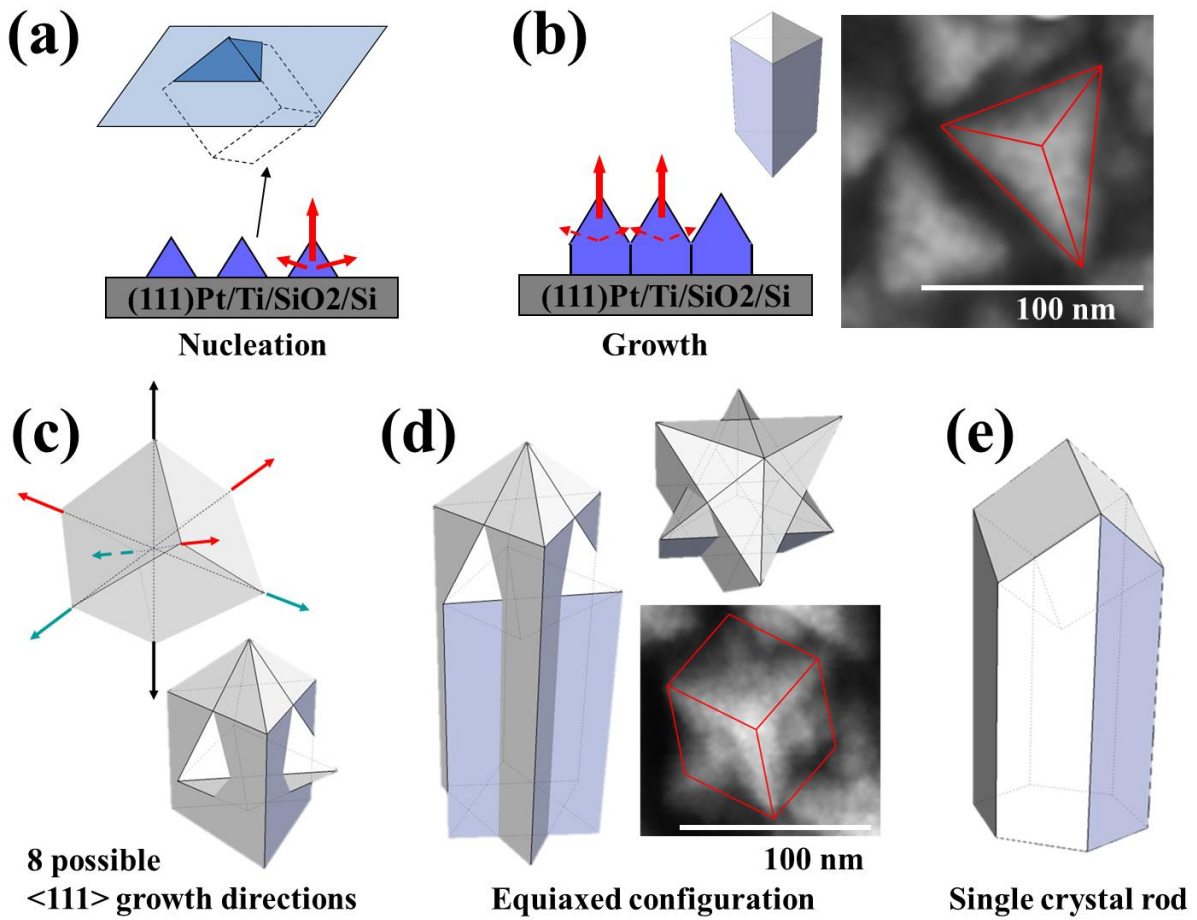 (a)
(b)
(111)Pt/Ti/SiO2/Si
(111)Pt/Ti/SiO2/Si
100 nm
Nucleation
Growth
(c)
(d)
(e)
100 nm
8 possible
<111> growth directions
Equiaxed configuration
Single crystal rod